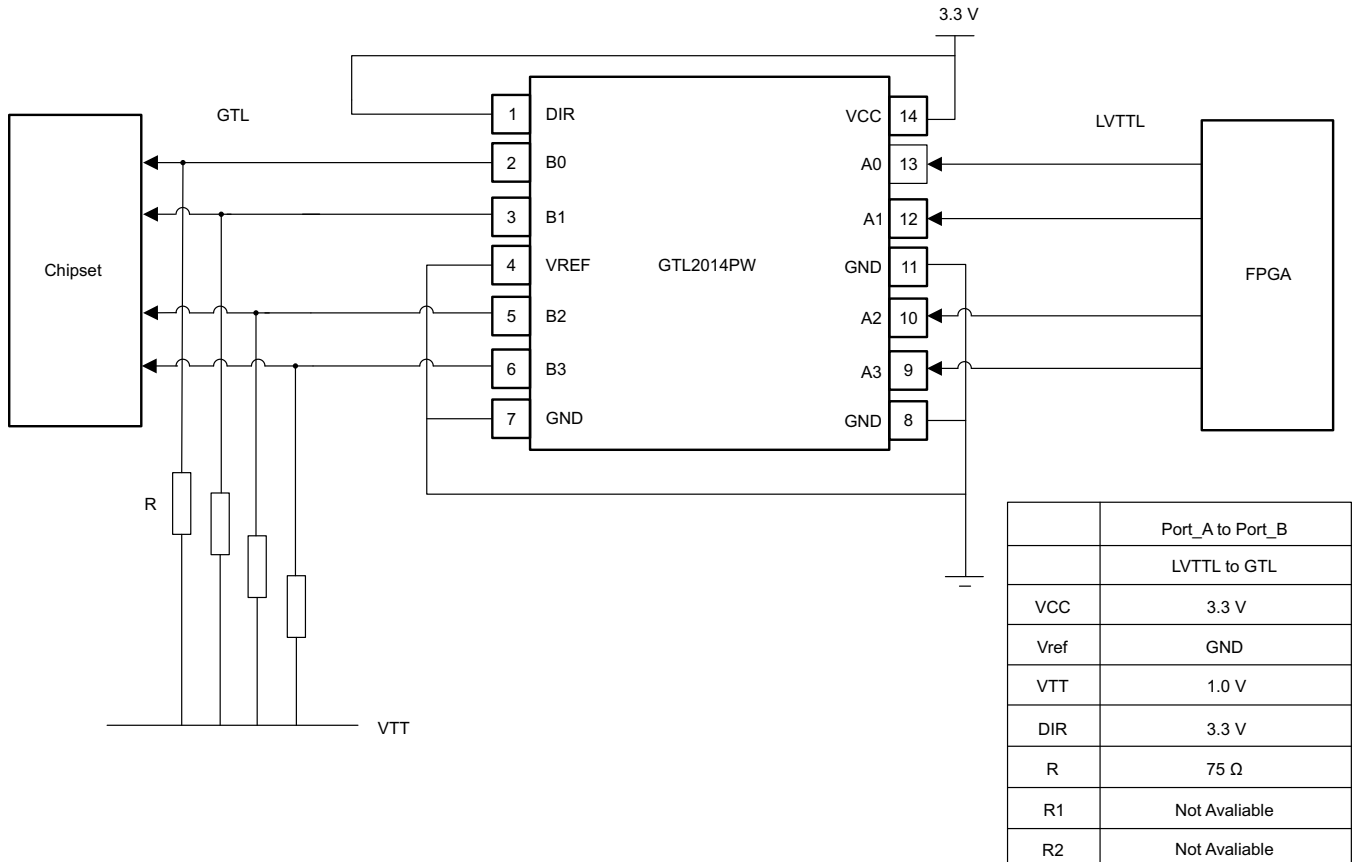 3.3 V
GTL
LVTTL
1 DIR VCC 14
2 B0 A0 13
3 B1 A1 12
Chipset
4 VREF GTL2014PW GND 11
FPGA
5 B2 A2 10
6 B3 A3 9
7 GND GND 8
R
VTT
Port_A to Port_B
LVTTL to GTL
VCC 3.3 V
Vref GND
VTT 1.0 V
DIR 3.3 V
R 75 Ω
R1 Not Avaliable
R2 Not Avaliable